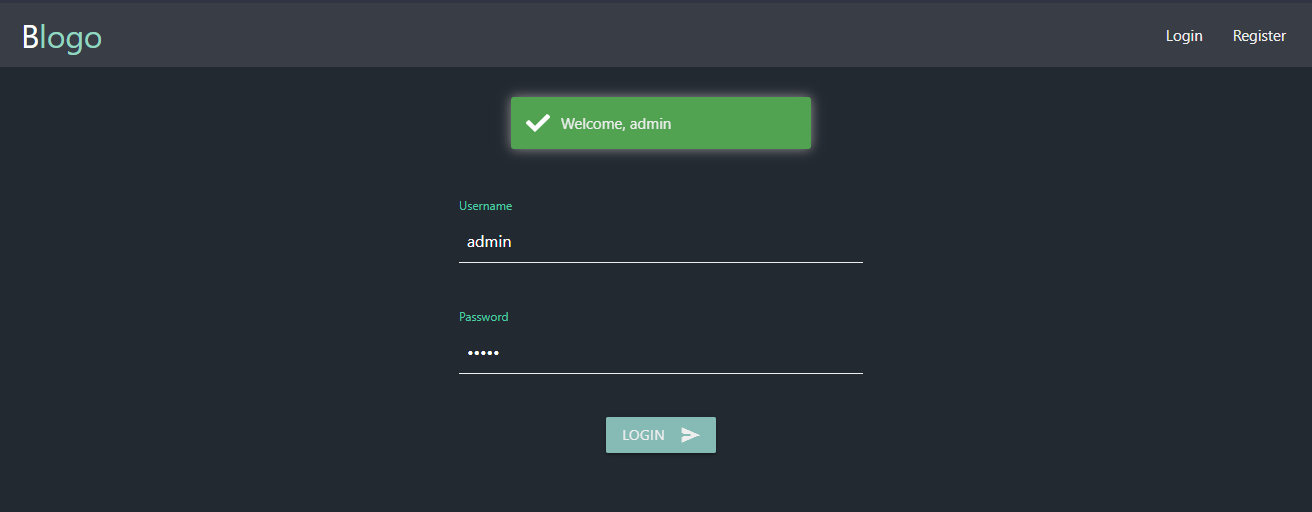 Blogo
Login Register
Welcome, admin
Username
admin
Password
•••••
LOGIN